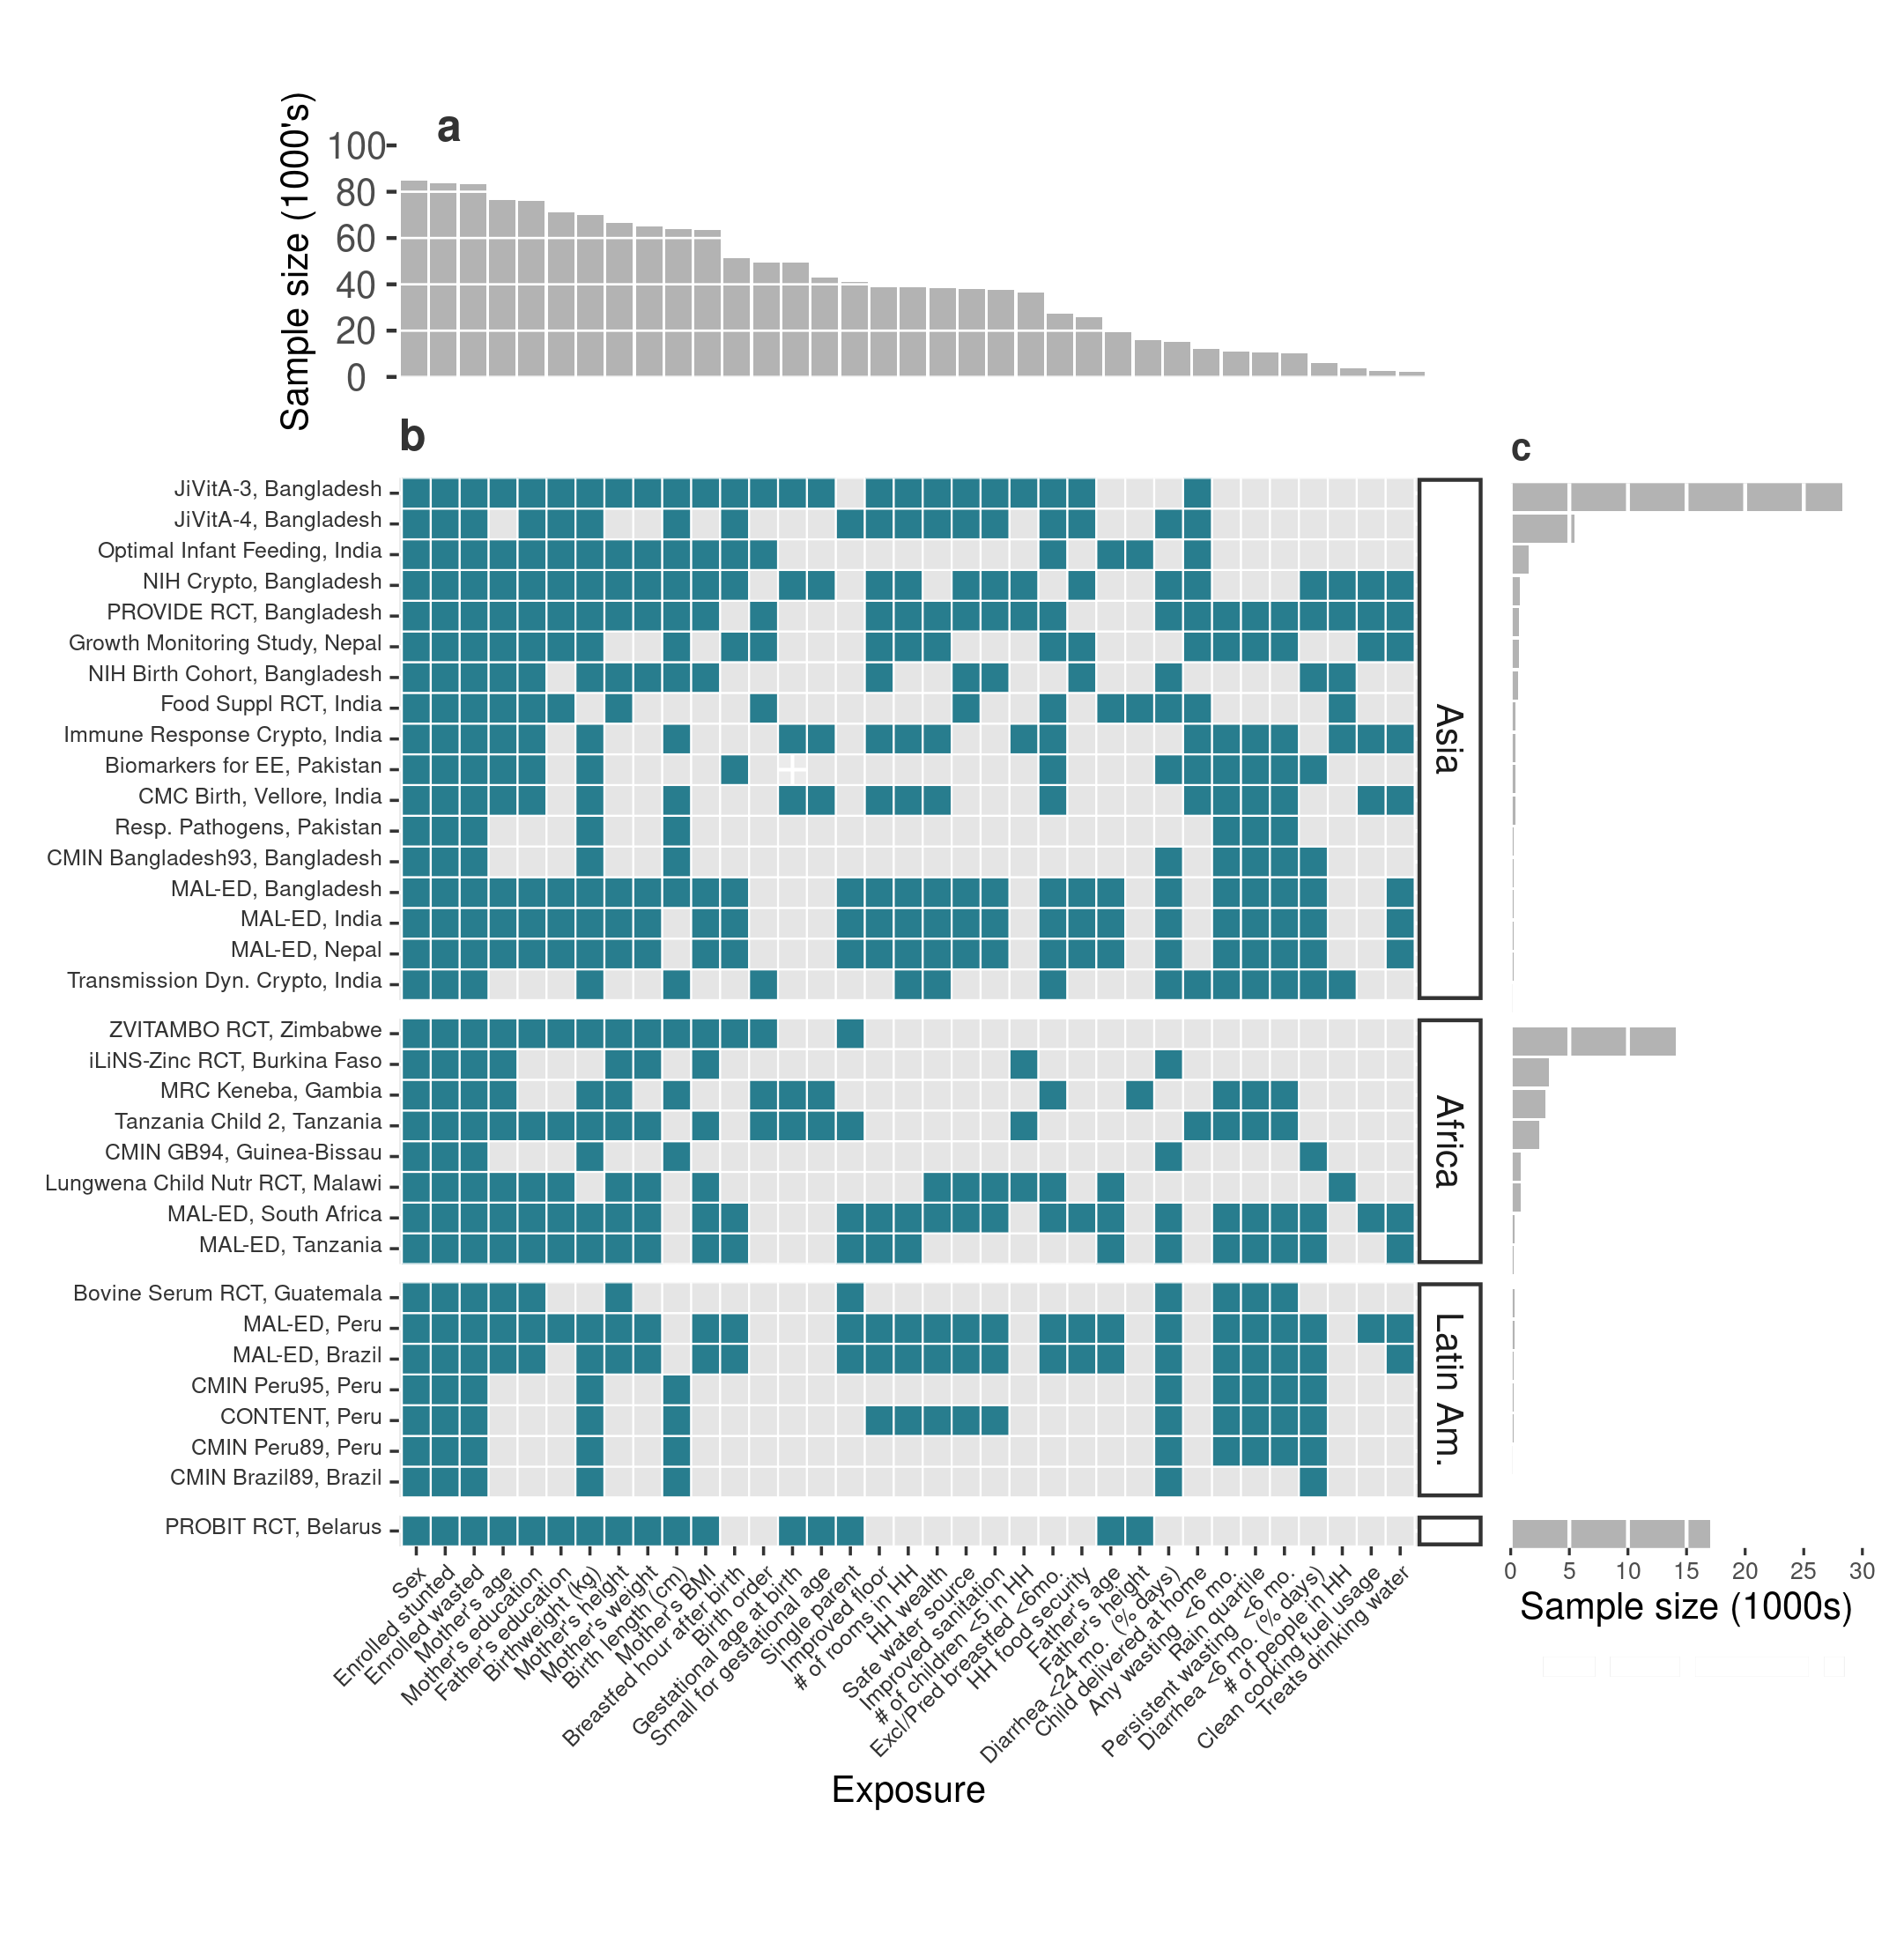 a
Sample size (1000's)
100
80
60
40
20
0
b
c
JiVitA-3, Bangladesh
JiVitA-4, Bangladesh
Optimal Infant Feeding, India
NIH Crypto, Bangladesh
PROVIDE RCT, Bangladesh
Growth Monitoring Study, Nepal
NIH Birth Cohort, Bangladesh
Food Suppl RCT, India
Immune Response Crypto, India
Biomarkers for EE, Pakistan
CMC Birth, Vellore, India
Resp. Pathogens, Pakistan
CMIN Bangladesh93, Bangladesh
MAL-ED, Bangladesh
MAL-ED, India
MAL-ED, Nepal
Transmission Dyn. Crypto, India
Asia
ZVITAMBO RCT, Zimbabwe
iLiNS-Zinc RCT, Burkina Faso
MRC Keneba, Gambia
Tanzania Child 2, Tanzania
CMIN GB94, Guinea-Bissau
Lungwena Child Nutr RCT, Malawi
MAL-ED, South Africa
MAL-ED, Tanzania
Africa
Bovine Serum RCT, Guatemala
MAL-ED, Peru
MAL-ED, Brazil
CMIN Peru95, Peru
CONTENT, Peru
CMIN Peru89, Peru
CMIN Brazil89, Brazil
Latin Am.
PROBIT RCT, Belarus
Sex
Enrolled stunted
Enrolled wasted
Mother's age
Mother's education
Father's education
Birthweight (kg)
Mother's height
Mother's weight
Birth length (cm)
Mother's BMI
Breastfed hour after birth
Birth order
Gestational age at birth
Small for gestational age
Single parent
Improved floor
# of rooms in HH
HH wealth
Safe water source
Improved sanitation
# of children <5 in HH
Excl/Pred breastfed <6mo.
HH food security
Father's age
Father's height
Diarrhea <24 mo. (% days)
Child delivered at home
Any wasting <6 mo.
Rain quartile
Persistent wasting <6 mo.
Diarrhea <6 mo. (% days)
# of people in HH
Clean cooking fuel usage
Treats drinking water
Exposure
0 5 10 15 20 25 30
Sample size (1000s)